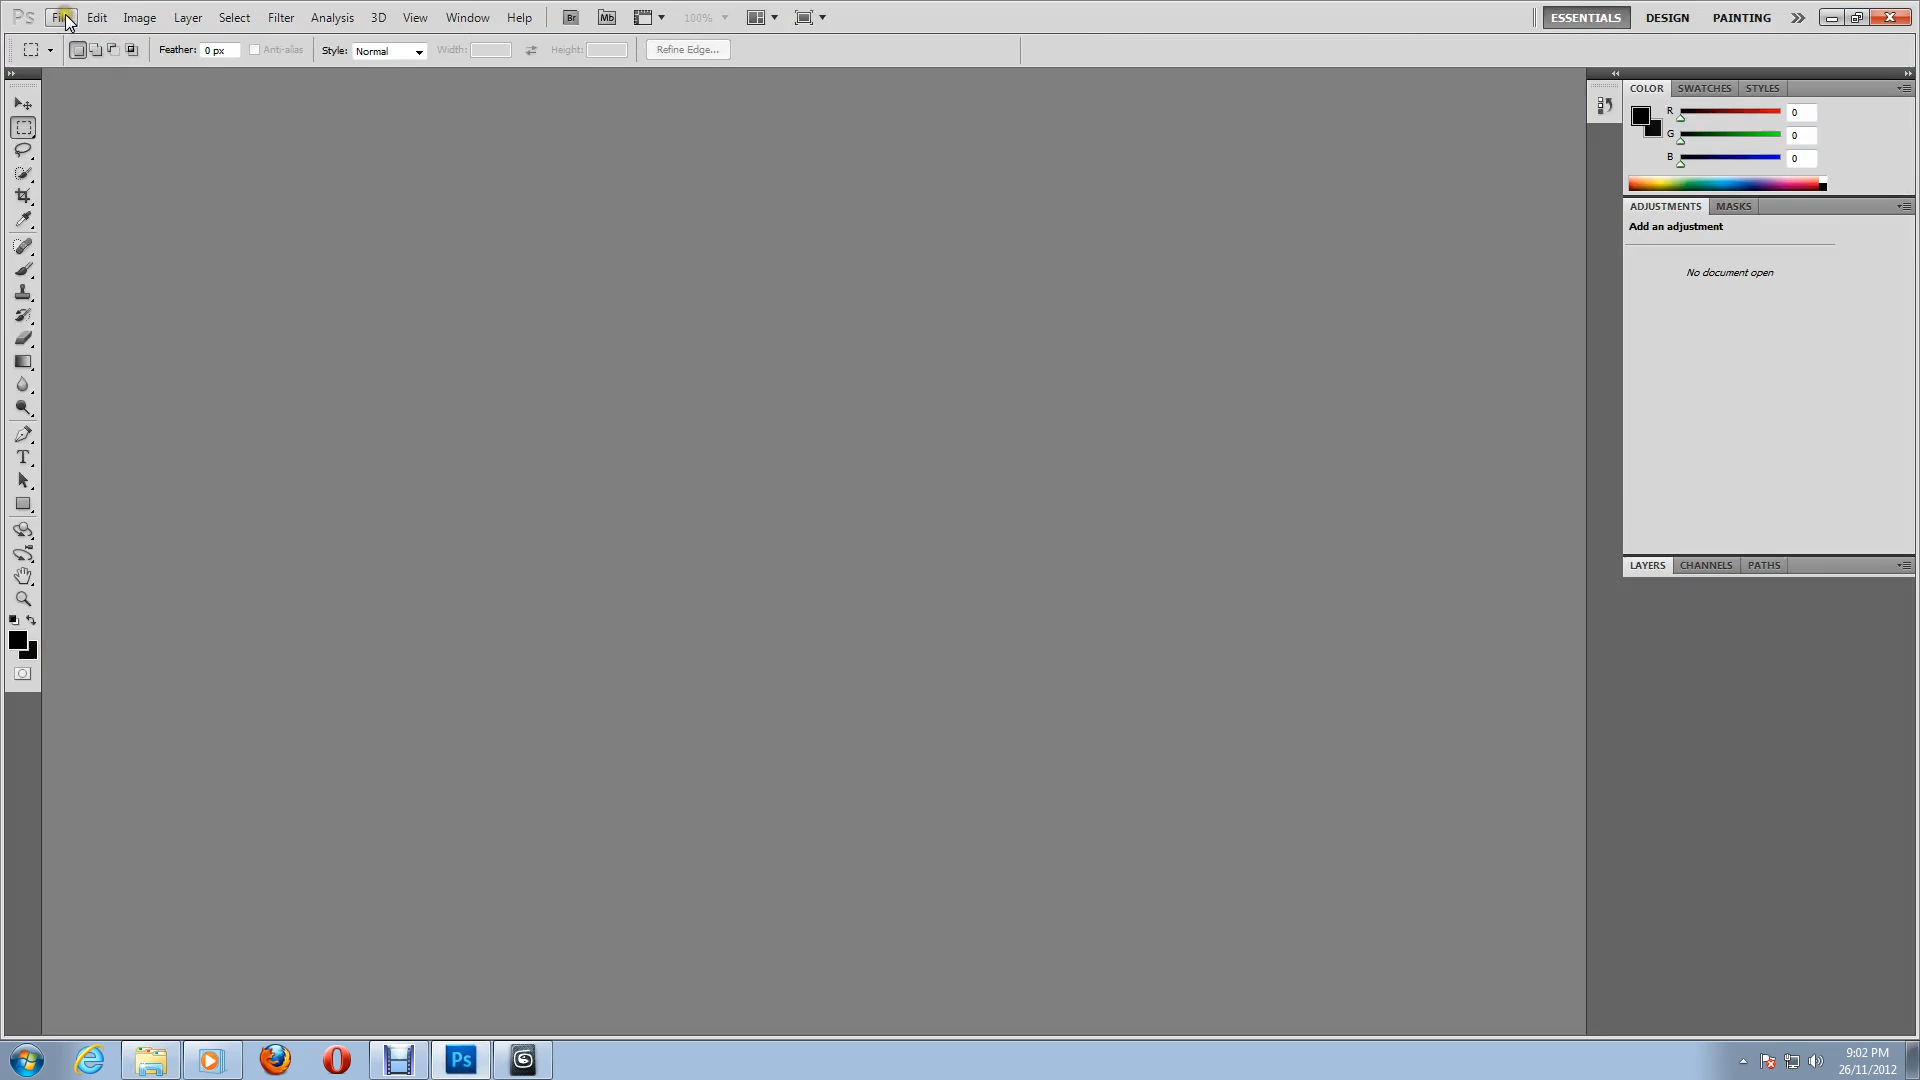 Ps File Edit Image Layer Select Filter Analysis 3D View Window Help Br Mb 100% ESSENTIALS DESIGN PAINTING
Feather: 0 px Anti-alias Style: Normal Width: Height: Refine Edge...
COLOR SWATCHES STYLES
R 0
G 0
B 0
ADJUSTMENTS MASKS
Add an adjustment
No document open
LAYERS CHANNELS PATHS
T
Ps
9:02 PM
26/11/2012